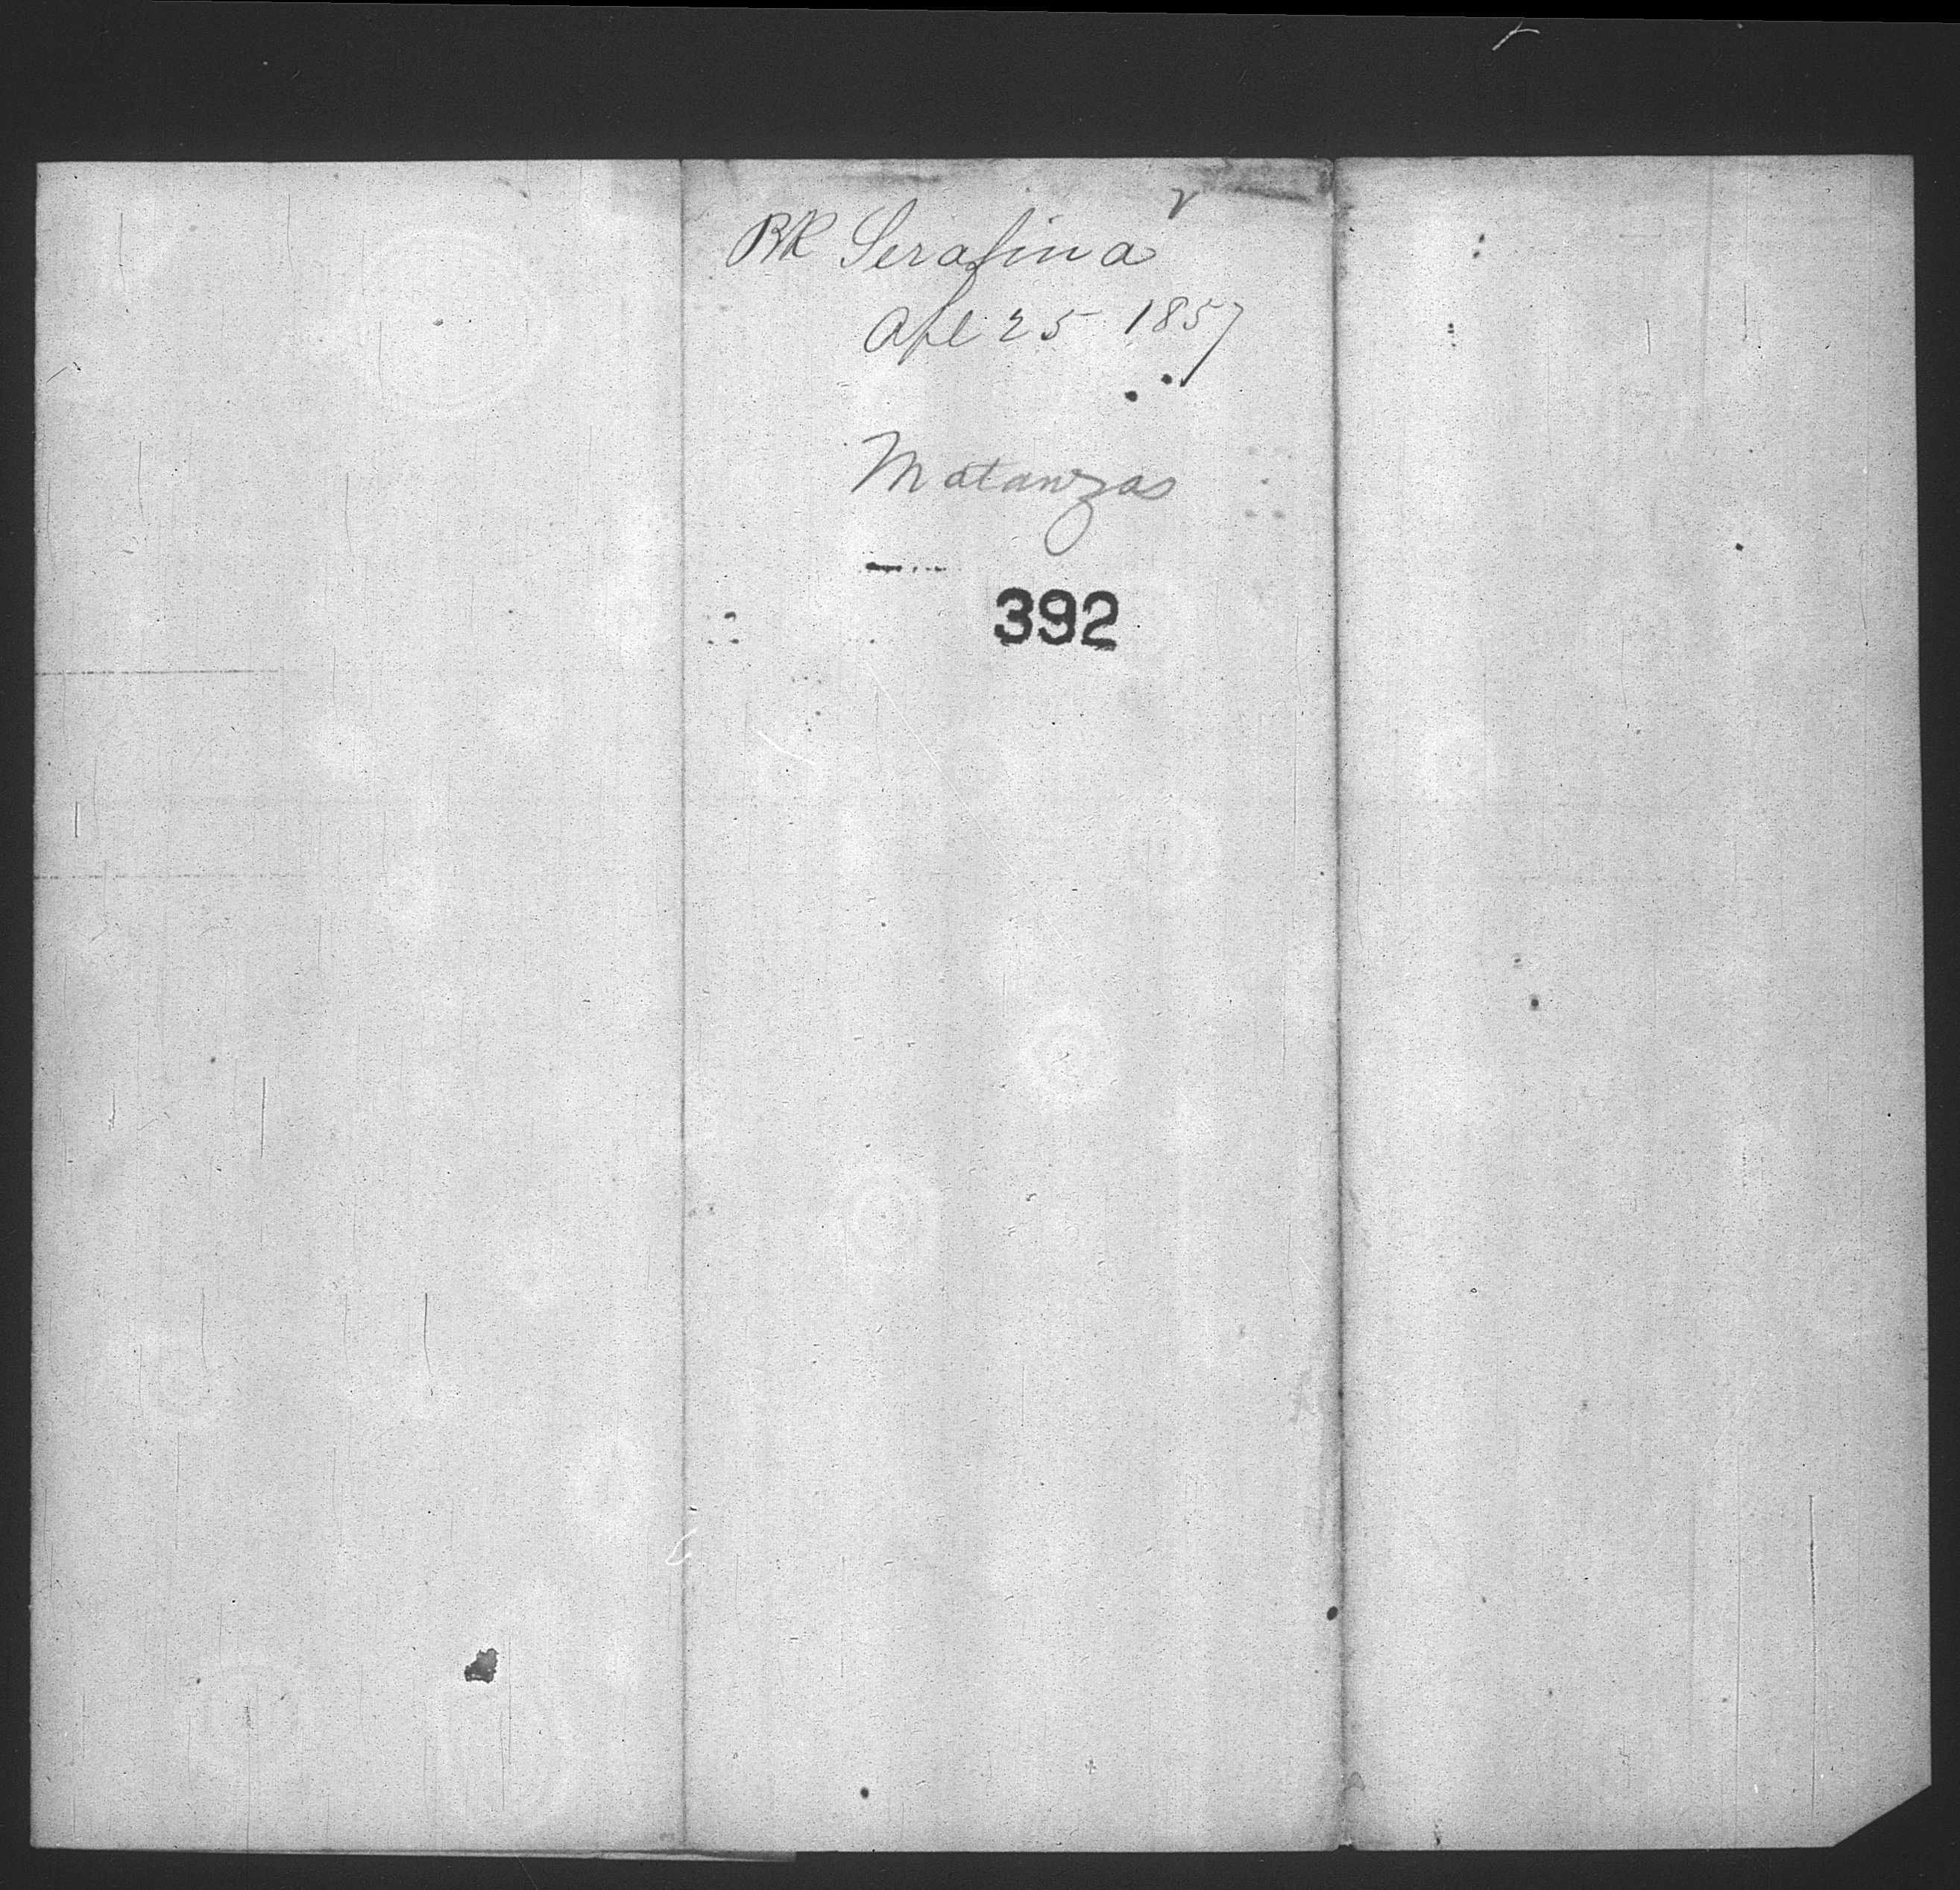 BK Serafina
Apl 25 1857
Matanzas
392